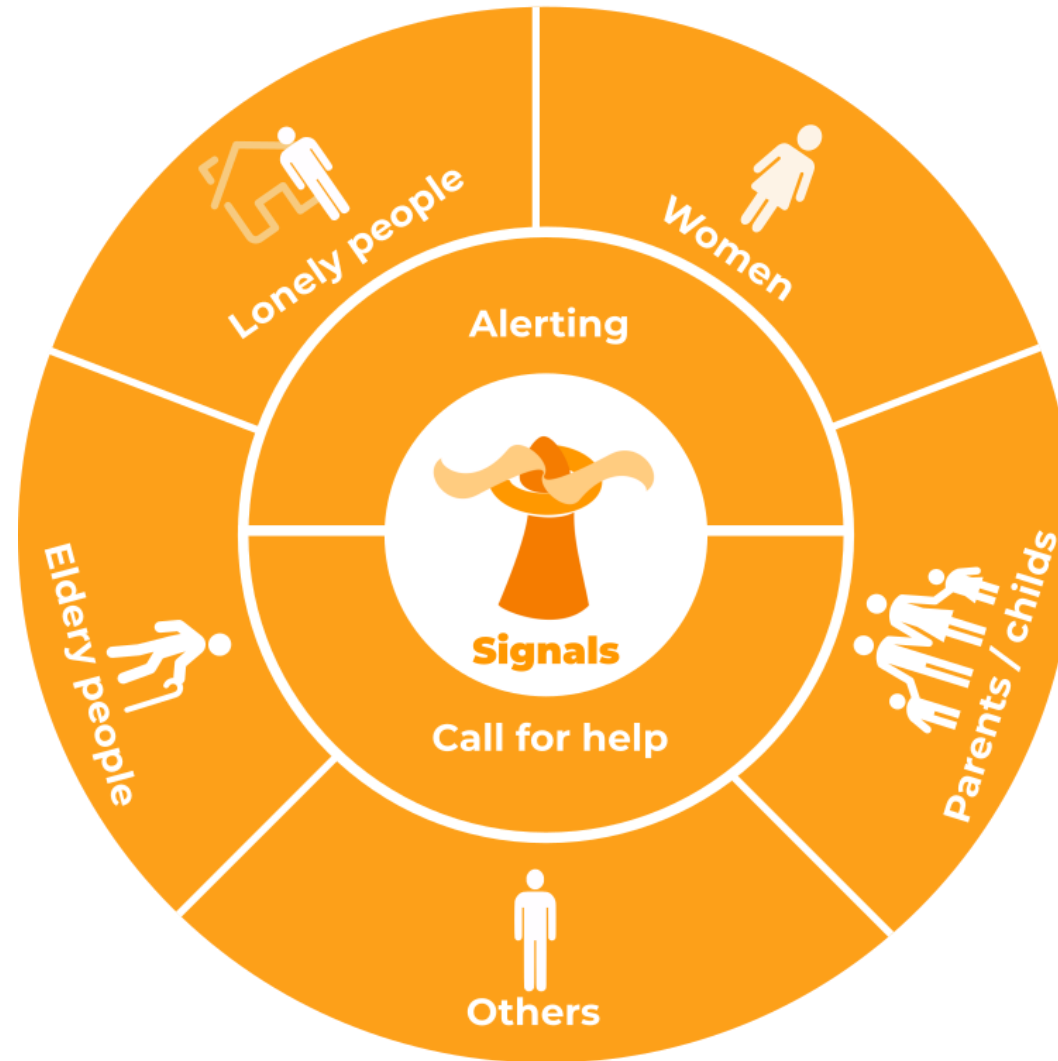 Lonely people
Women
Alerting
Signals
Call for help
Eldery people
Parents / childs
Others